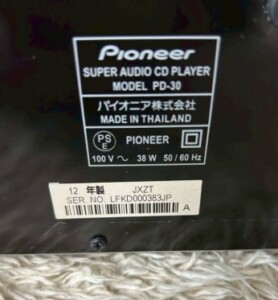 Pioneer
SUPER AUDIO CD PLAYER
MODEL PD-30
パイオニア株式会社
MADE IN THAILAND
PS
E
PIONEER
100 V ～ 38 W 50 / 60 Hz
12 年製 JXZT
SER. NO. LFKD000383JP
A